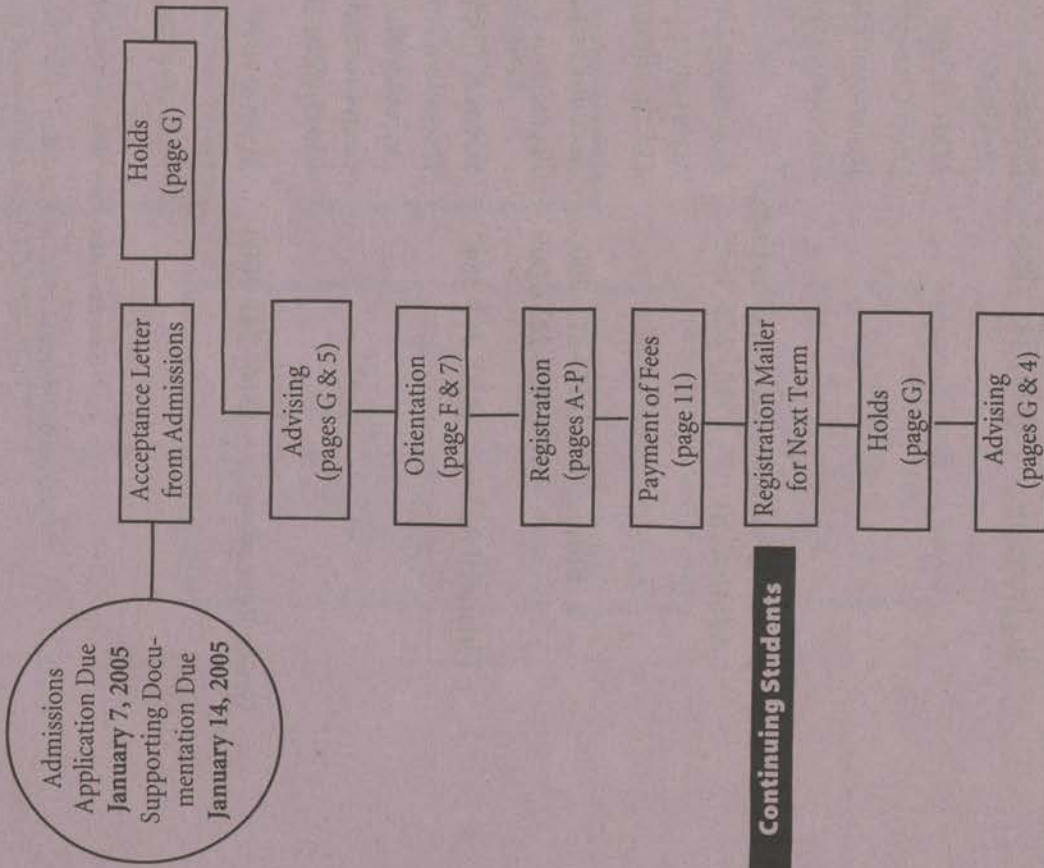 Admissions
Application Due
January 7, 2005
Supporting Docu-
mentation Due
January 14, 2005
Acceptance Letter
from Admissions
Holds
(page G)
Advising
(pages G & 5)
Orientation
(page F & 7)
Registration
(pages A-P)
Payment of Fees
(page 11)
Continuing Students
Registration Mailer
for Next Term
Holds
(page G)
Advising
(pages G & 4)